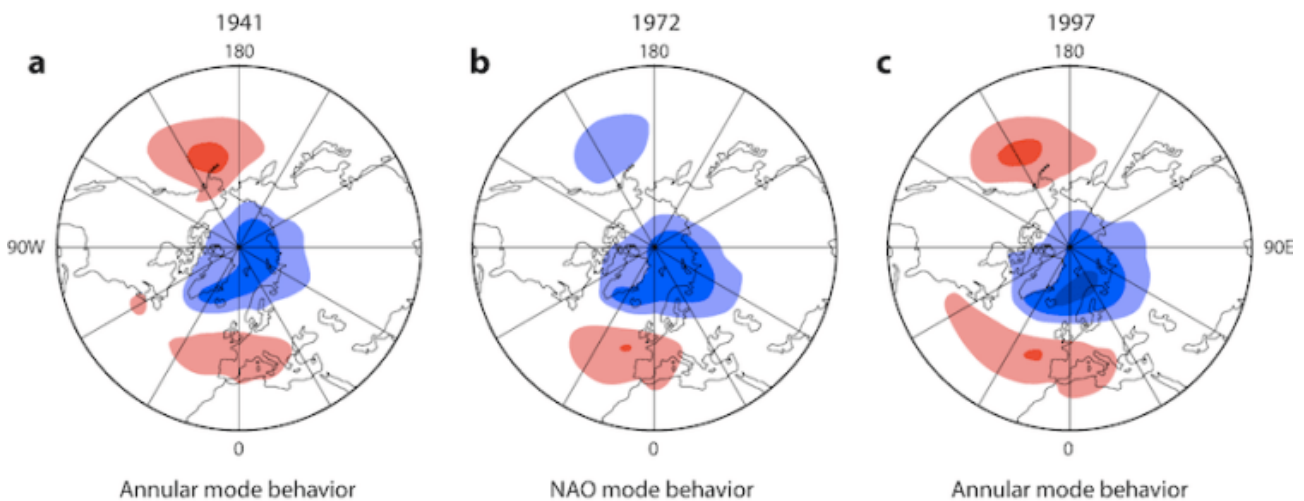 1941 1972 1997
a 180 b 180 c 180
90W 90E
0 0 0
Annular mode behavior NAO mode behavior Annular mode behavior